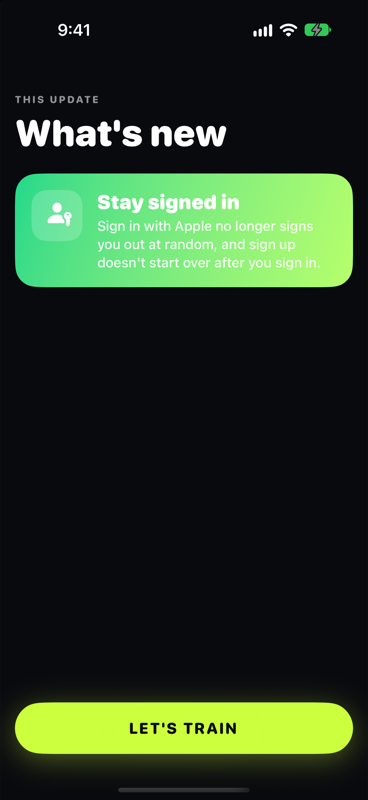 9:41
THIS UPDATE
What's new
Stay signed in
Sign in with Apple no longer signs
you out at random, and sign up
doesn't start over after you sign in.
LET'S TRAIN